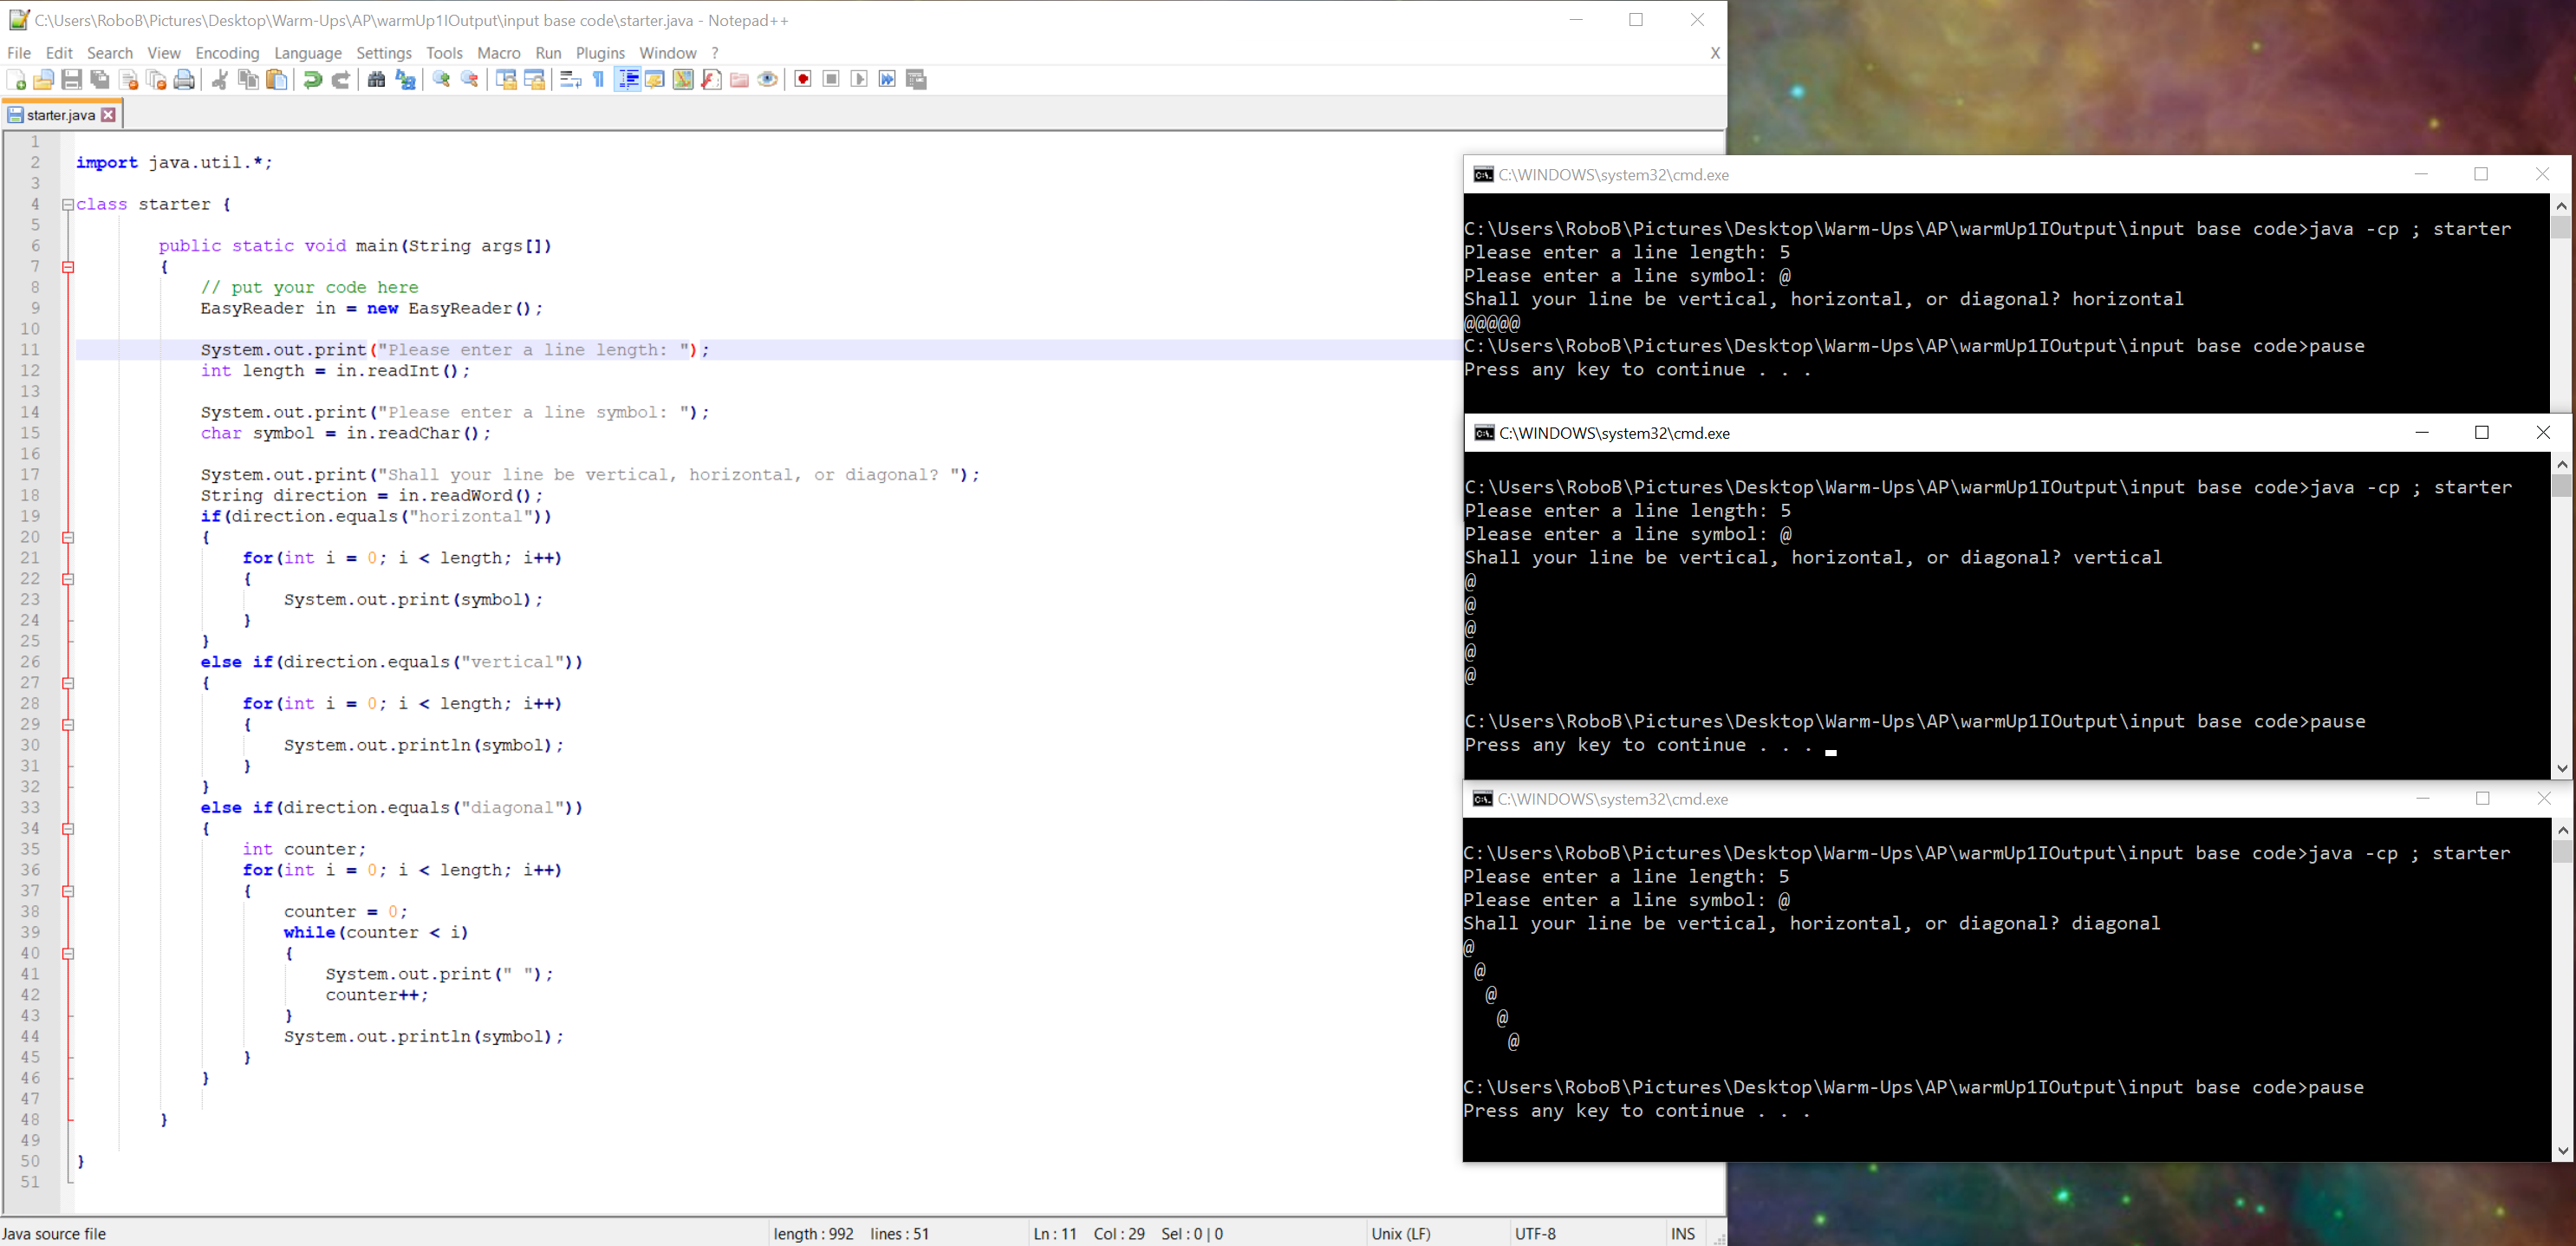 C:\Users\RoboB\Pictures\Desktop\Warm-Ups\AP\warmUp1IOutput\input base code\starter.java - Notepad++
File Edit Search View Encoding Language Settings Tools Macro Run Plugins Window ?
X
starter.java
1
2 import java.util.*;
3
4 class starter {
5
6 public static void main(String args[])
7 {
8 // put your code here
9 EasyReader in = new EasyReader();
10
11 System.out.print("Please enter a line length: ");
12 int length = in.readInt();
13
14 System.out.print("Please enter a line symbol: ");
15 char symbol = in.readChar();
16
17 System.out.print("Shall your line be vertical, horizontal, or diagonal? ");
18 String direction = in.readWord();
19 if(direction.equals("horizontal"))
20 {
21 for(int i = 0; i < length; i++)
22 {
23 System.out.print(symbol);
24 }
25 }
26 else if(direction.equals("vertical"))
27 {
28 for(int i = 0; i < length; i++)
29 {
30 System.out.println(symbol);
31 }
32 }
33 else if(direction.equals("diagonal"))
34 {
35 int counter;
36 for(int i = 0; i < length; i++)
37 {
38 counter = 0;
39 while(counter < i)
40 {
41 System.out.print(" ");
42 counter++;
43 }
44 System.out.println(symbol);
45 }
46 }
47
48 }
49
50 }
51
Java source file length : 992 lines : 51 Ln : 11 Col : 29 Sel : 0 | 0 Unix (LF) UTF-8 INS
C:\WINDOWS\system32\cmd.exe
C:\Users\RoboB\Pictures\Desktop\Warm-Ups\AP\warmUp1IOutput\input base code>java -cp ; starter
Please enter a line length: 5
Please enter a line symbol: @
Shall your line be vertical, horizontal, or diagonal? horizontal
@@@@@
C:\Users\RoboB\Pictures\Desktop\Warm-Ups\AP\warmUp1IOutput\input base code>pause
Press any key to continue . . .
C:\WINDOWS\system32\cmd.exe
C:\Users\RoboB\Pictures\Desktop\Warm-Ups\AP\warmUp1IOutput\input base code>java -cp ; starter
Please enter a line length: 5
Please enter a line symbol: @
Shall your line be vertical, horizontal, or diagonal? vertical
@
@
@
@
@
C:\Users\RoboB\Pictures\Desktop\Warm-Ups\AP\warmUp1IOutput\input base code>pause
Press any key to continue . . .
C:\WINDOWS\system32\cmd.exe
C:\Users\RoboB\Pictures\Desktop\Warm-Ups\AP\warmUp1IOutput\input base code>java -cp ; starter
Please enter a line length: 5
Please enter a line symbol: @
Shall your line be vertical, horizontal, or diagonal? diagonal
@
 @
  @
   @
    @
C:\Users\RoboB\Pictures\Desktop\Warm-Ups\AP\warmUp1IOutput\input base code>pause
Press any key to continue . . .